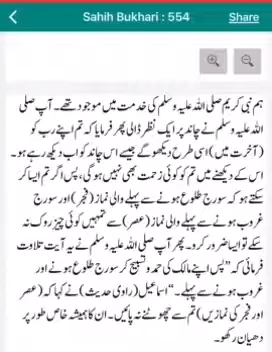 Sahih Bukhari : 554
Share
ہم نبی کریم صلی اللہ علیہ وسلم کی خدمت میں موجود تھے۔ آپ صلی
اللہ علیہ وسلم نے چاند پر ایک نظر ڈالی پھر فرمایا کہ تم اپنے رب کو
(آخرت میں) اسی طرح دیکھو گے جیسے اس چاند کو اب دیکھ رہے ہو۔
اس کے دیکھنے میں تم کو کوئی زحمت بھی نہیں ہو گی، پس اگر تم ایسا کر
سکتے ہو کہ سورج طلوع ہونے سے پہلے والی نماز (فجر) اور سورج
غروب ہونے سے پہلے والی نماز (عصر) سے تمہیں کوئی چیز روک نہ
سکے تو ایسا ضرور کرو۔ پھر آپ صلی اللہ علیہ وسلم نے یہ آیت تلاوت
فرمائی کہ ”پس اپنے مالک کی حمد و تسبیح کر سورج طلوع ہونے اور
غروب ہونے سے پہلے۔“ اسماعیل (راوی حدیث) نے کہا کہ (عصر
اور فجر کی نمازیں) تم سے چھوٹنے نہ پائیں۔ ان کا ہمیشہ خاص طور پر
دھیان رکھو۔